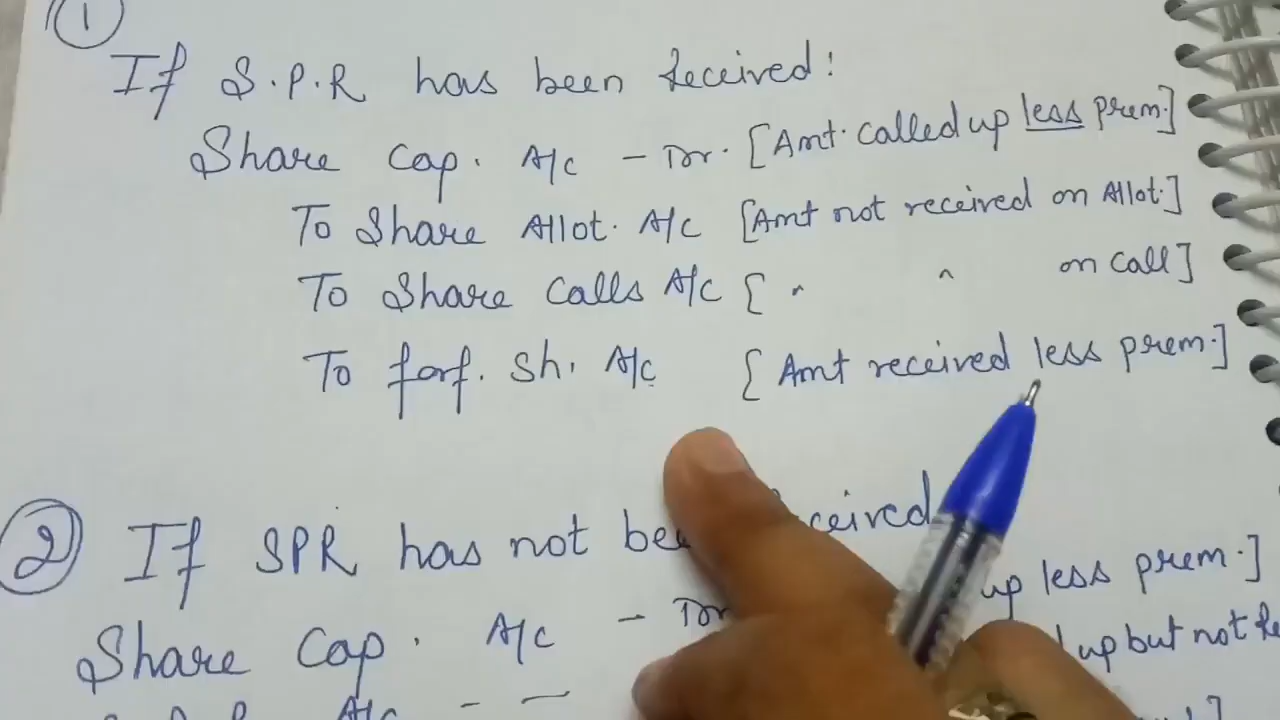 1
If S.P.R has been received:
Share Cap. A/c - Dr. [Amt. called up less prem.]
To Share Allot. A/c [Amt not received on Allot.]
To Share Calls A/c [ " " on call]
To forf. Sh. A/c [Amt received less prem.]
2 If SPR has not
Share Cap. A/c - Dr up less prem.]
A/c - up but not